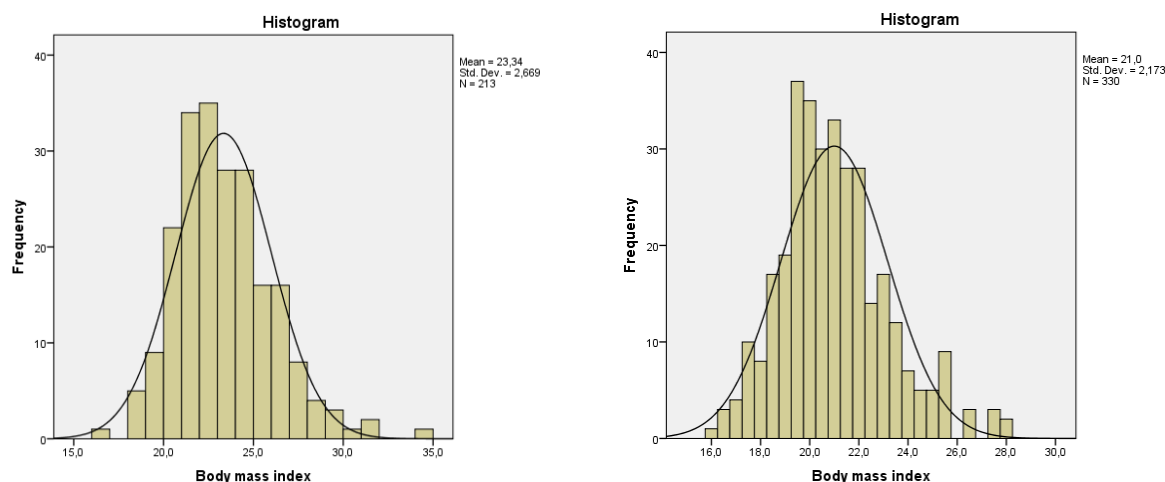 Histogram
Mean = 23,34
Std. Dev. = 2,669
N = 213
40
30
20
10
0
Frequency
15,0 20,0 25,0 30,0 35,0
Body mass index
Histogram
Mean = 21,0
Std. Dev. = 2,173
N = 330
40
30
20
10
0
Frequency
16,0 18,0 20,0 22,0 24,0 26,0 28,0 30,0
Body mass index